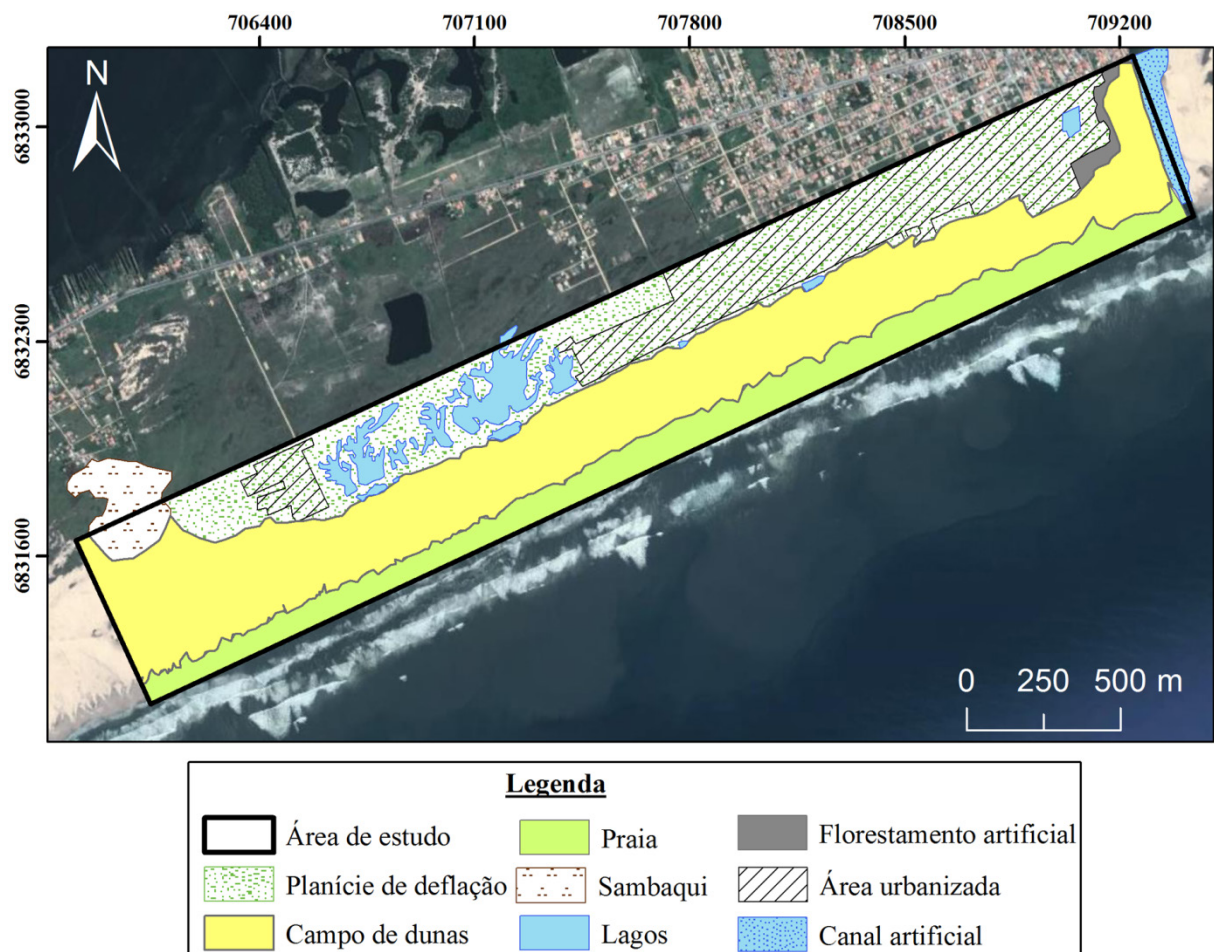 706400 707100 707800 708500 709200
N
6833000
6832300
6831600
0 250 500 m
Legenda
Área de estudo
Praia
Florestamento artificial
Planície de deflação
Sambaqui
Área urbanizada
Campo de dunas
Lagos
Canal artificial